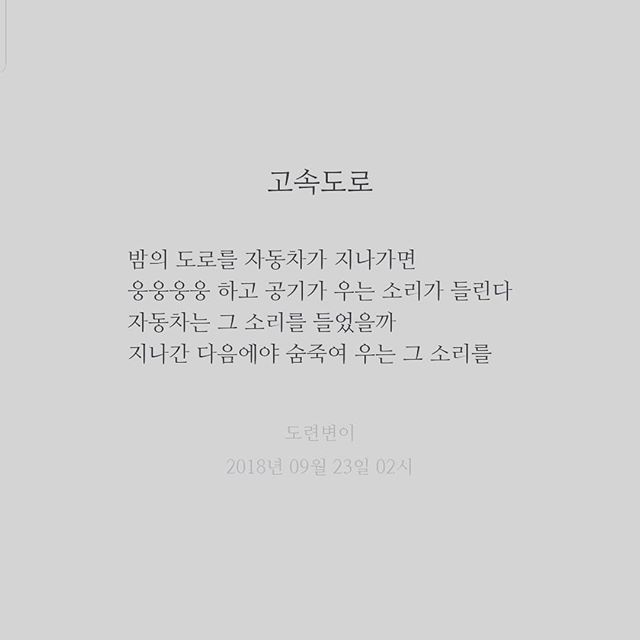 고속도로
밤의 도로를 자동차가 지나가면
웅웅웅웅 하고 공기가 우는 소리가 들린다
자동차는 그 소리를 들었을까
지나간 다음에야 숨죽여 우는 그 소리를
도련변이
2018년 09월 23일 02시